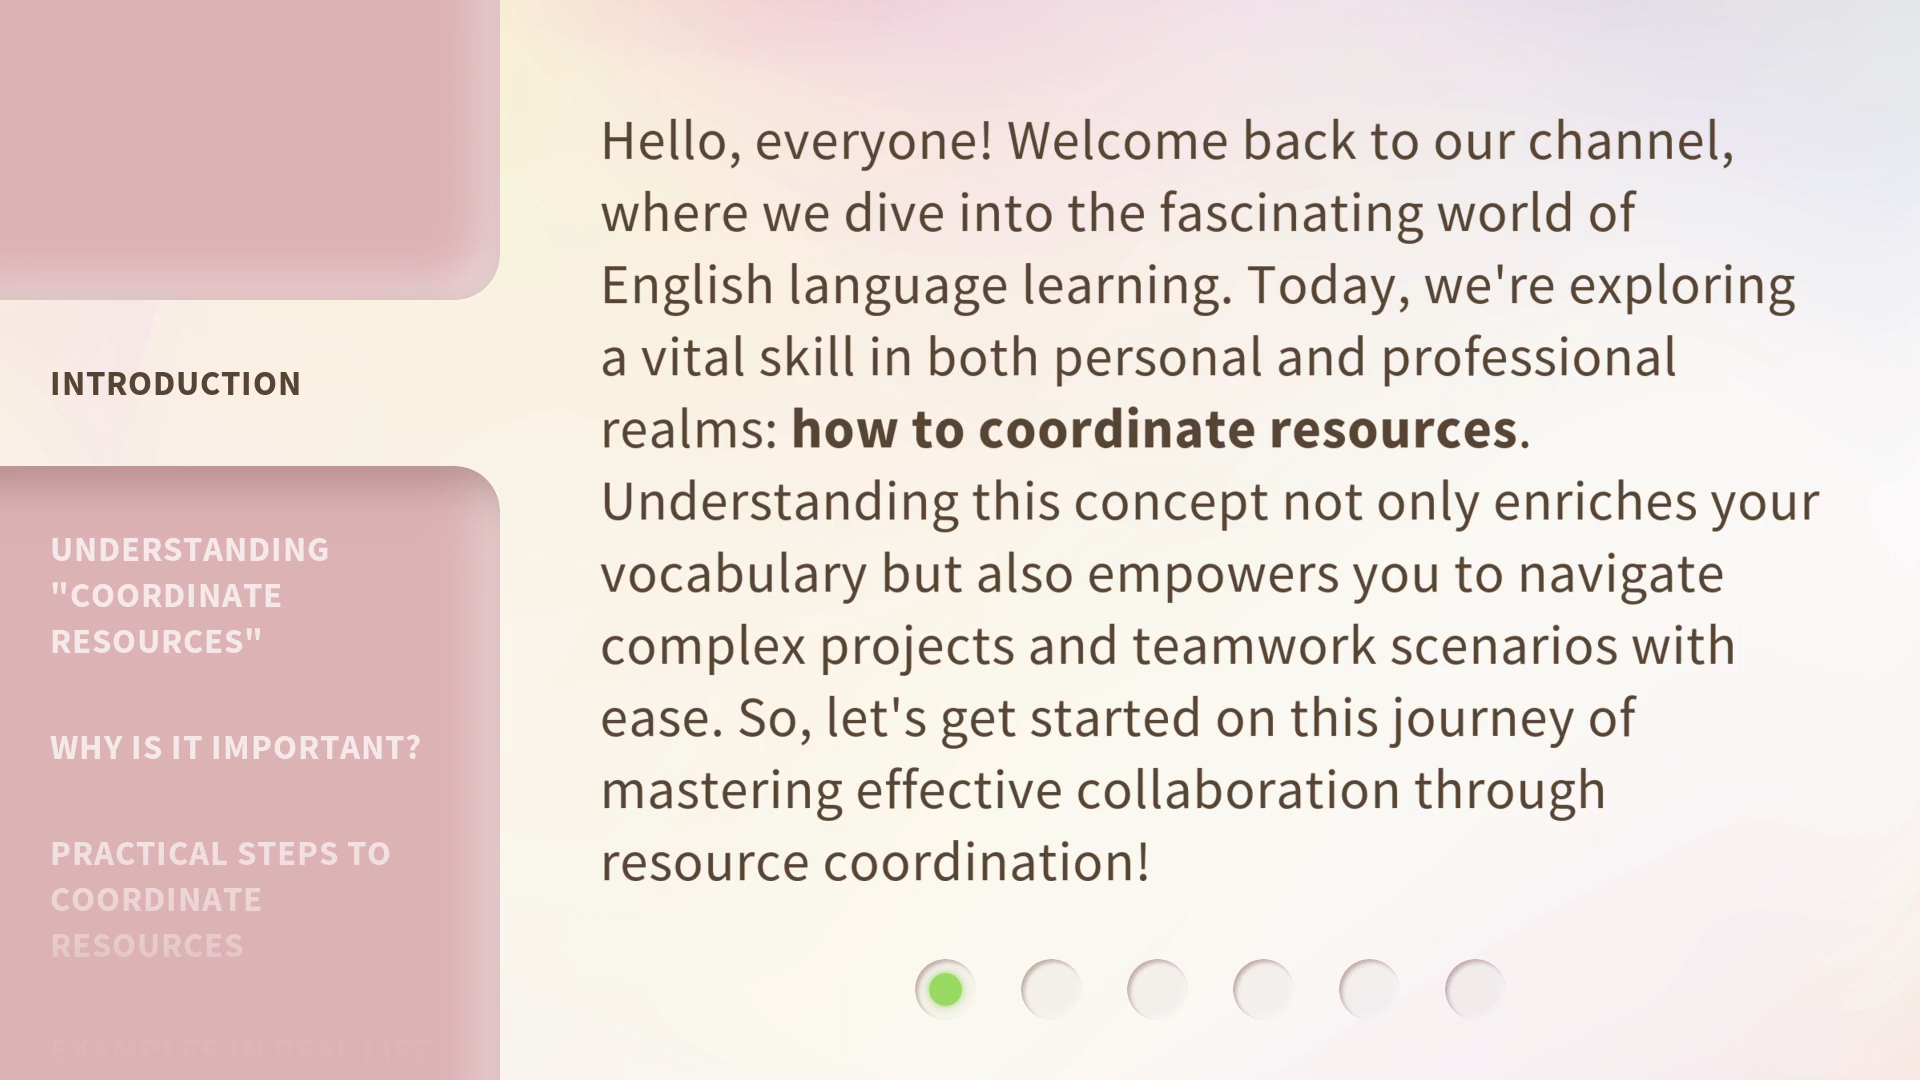 INTRODUCTION
UNDERSTANDING
"COORDINATE
RESOURCES"
WHY IS IT IMPORTANT?
PRACTICAL STEPS TO
COORDINATE
RESOURCES
EXAMPLES IN REAL LIFE
Hello, everyone! Welcome back to our channel,
where we dive into the fascinating world of
English language learning. Today, we're exploring
a vital skill in both personal and professional
realms: how to coordinate resources.
Understanding this concept not only enriches your
vocabulary but also empowers you to navigate
complex projects and teamwork scenarios with
ease. So, let's get started on this journey of
mastering effective collaboration through
resource coordination!